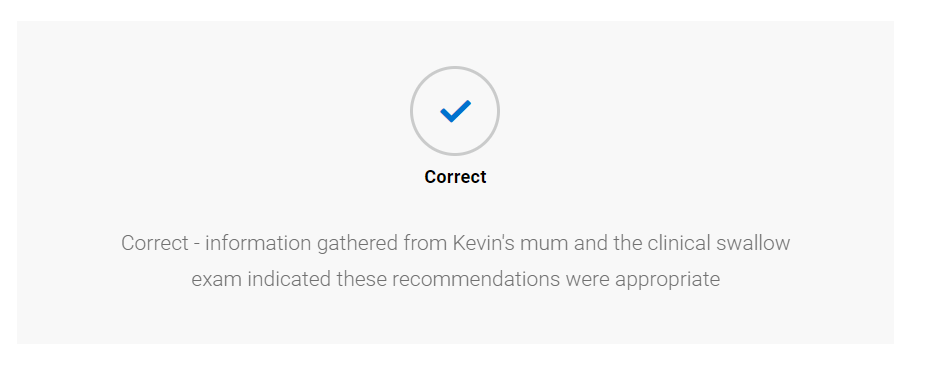 Correct
Correct - information gathered from Kevin's mum and the clinical swallow
exam indicated these recommendations were appropriate